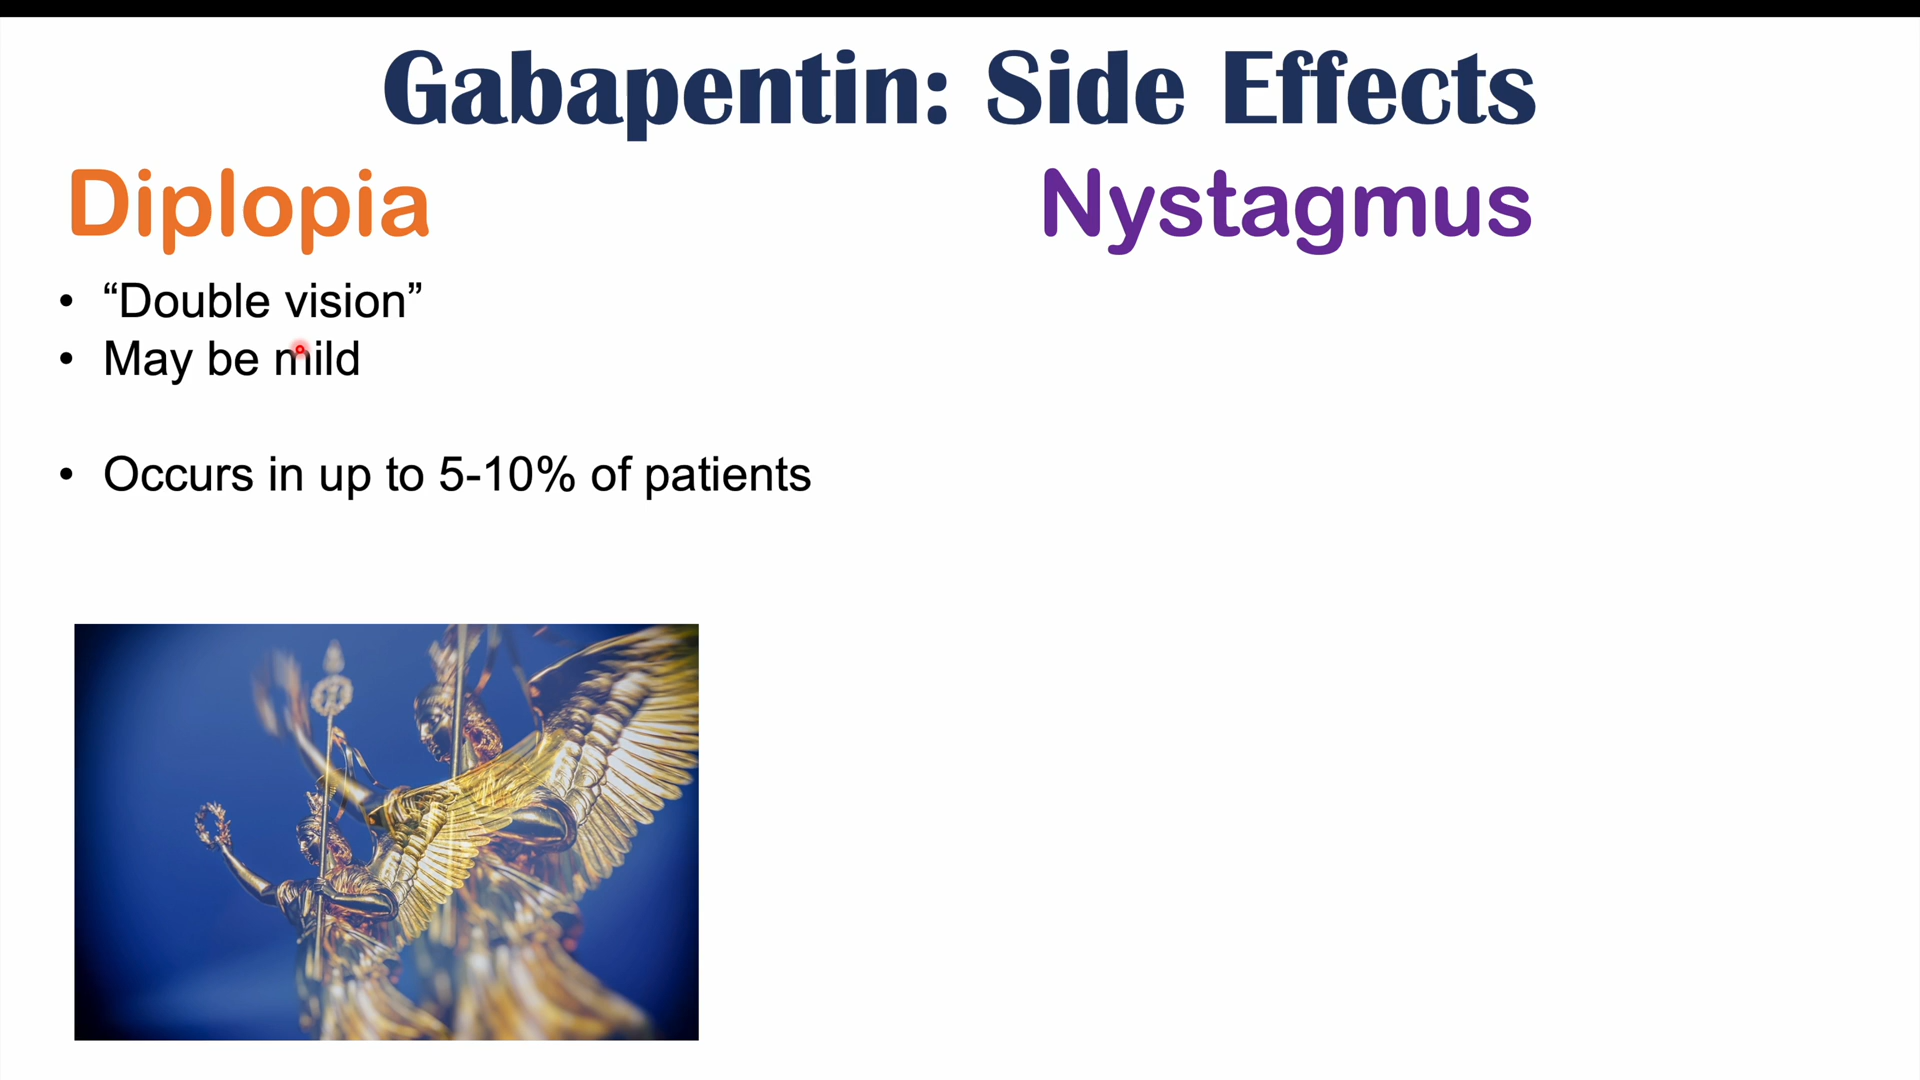 Gabapentin: Side Effects
Diplopia
• “Double vision”
• May be mild
• Occurs in up to 5-10% of patients
Nystagmus